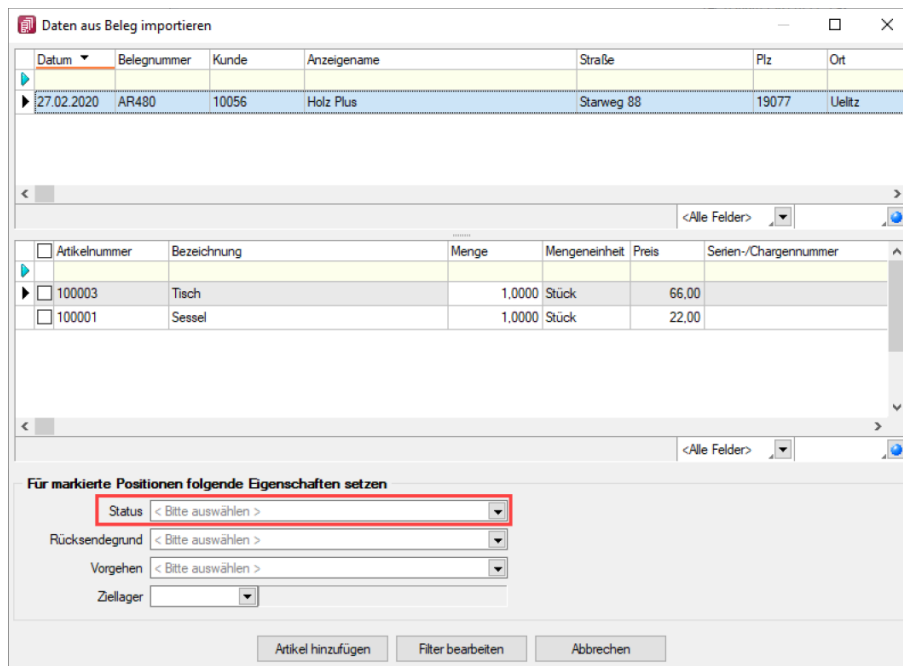 Daten aus Beleg importieren
Datum Belegnummer Kunde Anzeigename Straße Plz Ort
27.02.2020 AR480 10056 Holz Plus Starweg 88 19077 Uelitz
<Alle Felder>
Artikelnummer Bezeichnung Menge Mengeneinheit Preis Serien-/Chargennummer
100003 Tisch 1,0000 Stück 66,00
100001 Sessel 1,0000 Stück 22,00
<Alle Felder>
Für markierte Positionen folgende Eigenschaften setzen
Status < Bitte auswählen >
Rücksendegrund < Bitte auswählen >
Vorgehen < Bitte auswählen >
Ziellager
Artikel hinzufügen Filter bearbeiten Abbrechen